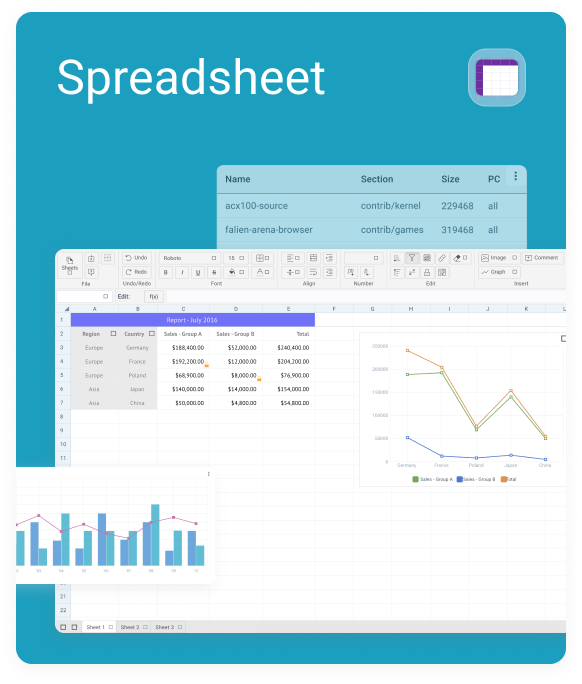 Spreadsheet
Name Section Size PC
acx100-source contrib/kernel 229468 all
falien-arena-browser contrib/games 319468 all
Sheets Undo Roboto 15 Image Comment
Redo B I U S A Graph
File Undo/Redo Font Align Number Edit Insert
Edit: f(x)
A B C D E F G H I J K L
1 Report - July 2016
2 Region Country Sales - Group A Sales - Group B Total
3 Europe Germany $188,400.00 $52,000.00 $240,400.00
4 Europe France $192,200.00 $12,000.00 $204,200.00
5 Europe Poland $68,900.00 $8,000.00 $76,900.00
6 Asia Japan $140,000.00 $14,000.00 $154,000.00
7 Asia China $50,000.00 $4,800.00 $54,800.00
8
9
10
11
250000
200000
150000
100000
50000
0
Germany France Poland Japan China
Sales - Group A Sales - Group B Total
03 04 05 06 07 08 09
21
22
Sheet 1 Sheet 2 Sheet 3